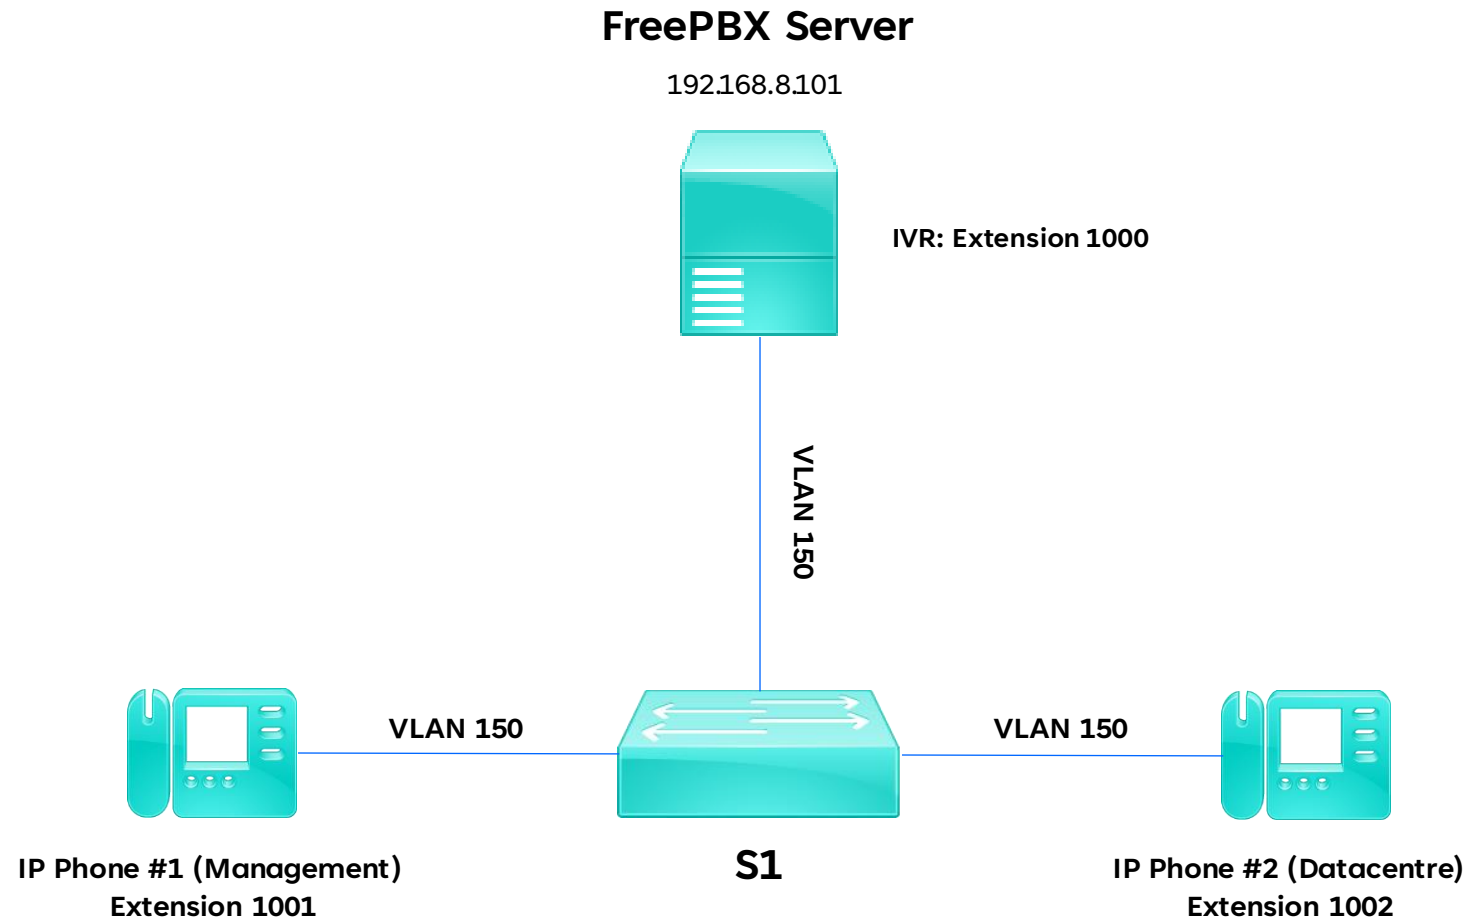 FreePBX Server
192.168.8.101
IVR: Extension 1000
VLAN 150
VLAN 150
VLAN 150
IP Phone #1 (Management)
Extension 1001
S1
IP Phone #2 (Datacentre)
Extension 1002